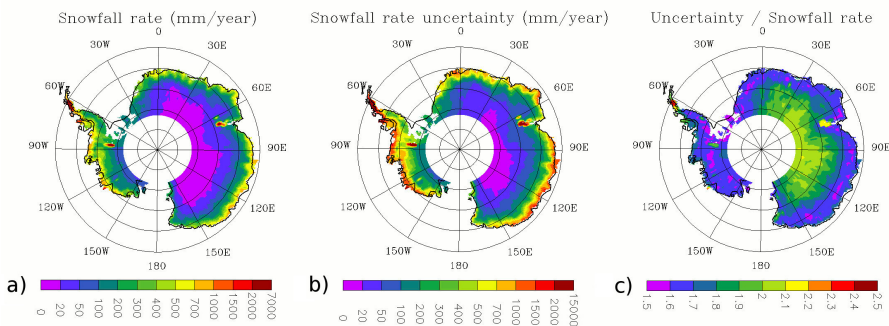 Snowfall rate (mm/year)
0
30W
30E
60W
60E
90W
90E
120W
120E
150W
150E
180
a)
0 20 50 100 200 300 400 500 700 1000 1500 2000 7000
Snowfall rate uncertainty (mm/year)
0
30W
30E
60W
60E
90W
90E
120W
120E
150W
150E
180
b)
0 20 50 100 200 300 400 500 700 1000 1500 2000 15000
Uncertainty / Snowfall rate
0
30W
30E
60W
60E
90W
90E
120W
120E
150W
150E
180
c)
1.5 1.6 1.7 1.8 1.9 2 2.1 2.2 2.3 2.4 2.5